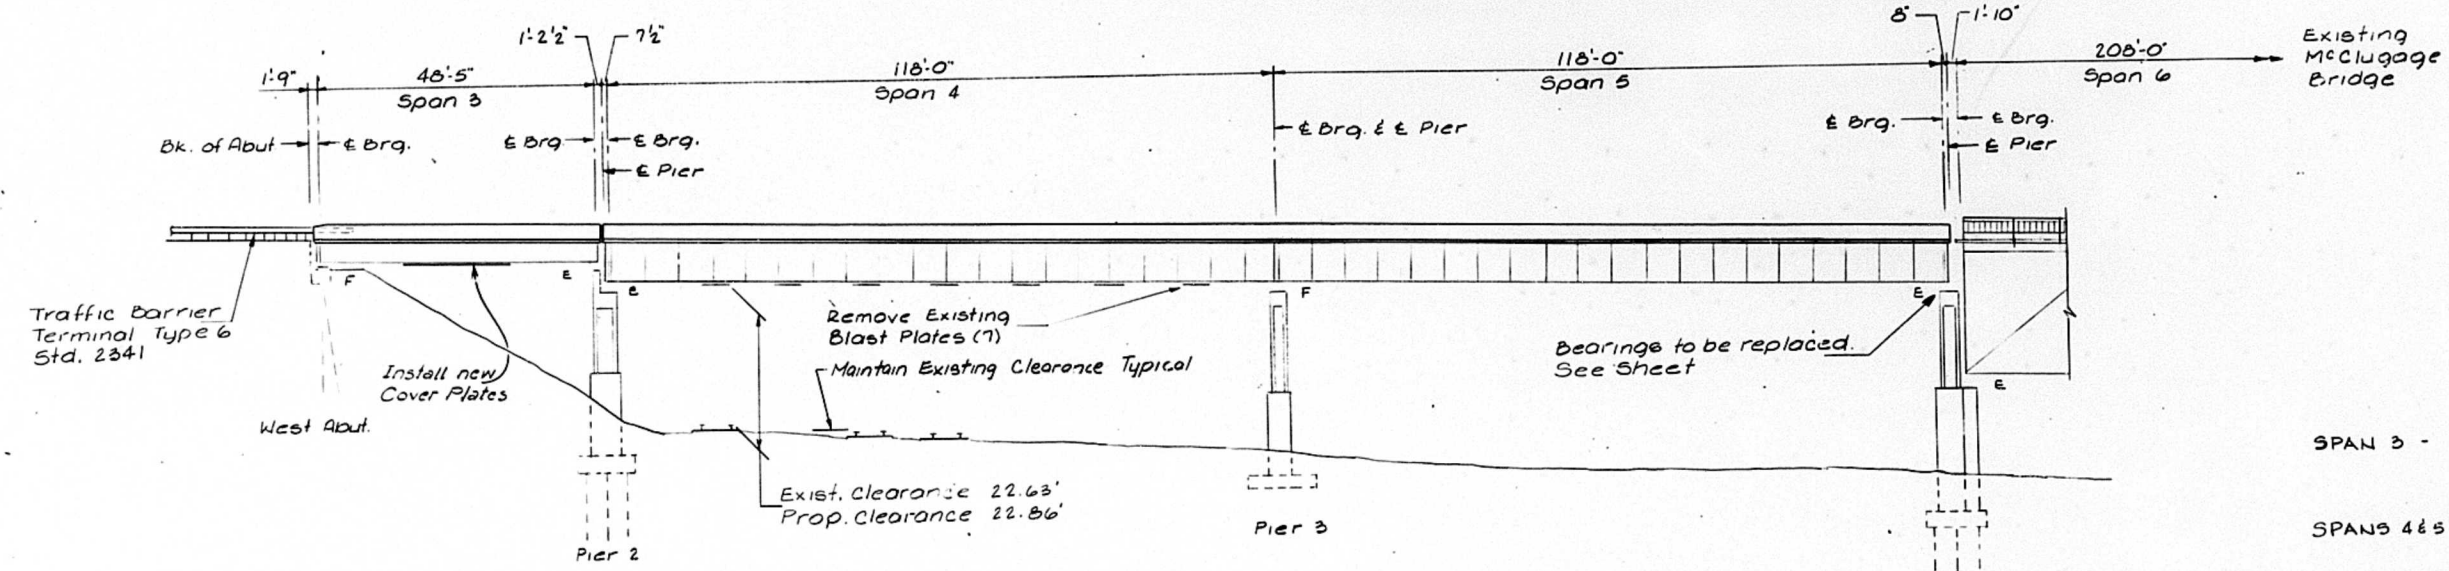 1'-9"
48'-5"
Span 3
1'-2½"
7½"
118'-0"
Span 4
118'-0"
Span 5
8"
1'-10"
208'-0"
Span 6
Existing
McClugage
Bridge
Bk. of Abut
℄ Brg.
℄ Brg.
℄ Brg.
℄ Pier
℄ Brg. & ℄ Pier
℄ Brg.
℄ Brg.
℄ Pier
F
E
E
F
E
E
Traffic Barrier
Terminal Type 6
Std. 2341
Install new
Cover Plates
West Abut.
Remove Existing
Blast Plates (7)
Maintain Existing Clearance Typical
Exist. Clearance 22.63'
Prop. Clearance 22.86'
Bearings to be replaced.
See Sheet
Pier 2
Pier 3
SPAN 3 -
SPANS 4 & 5